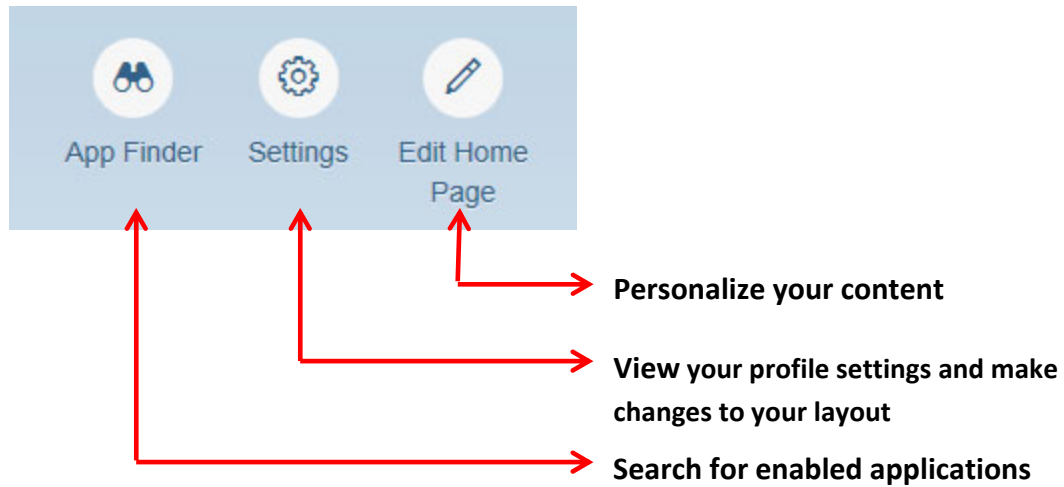 App Finder
Settings
Edit Home
Page
Personalize your content
View your profile settings and make
changes to your layout
Search for enabled applications